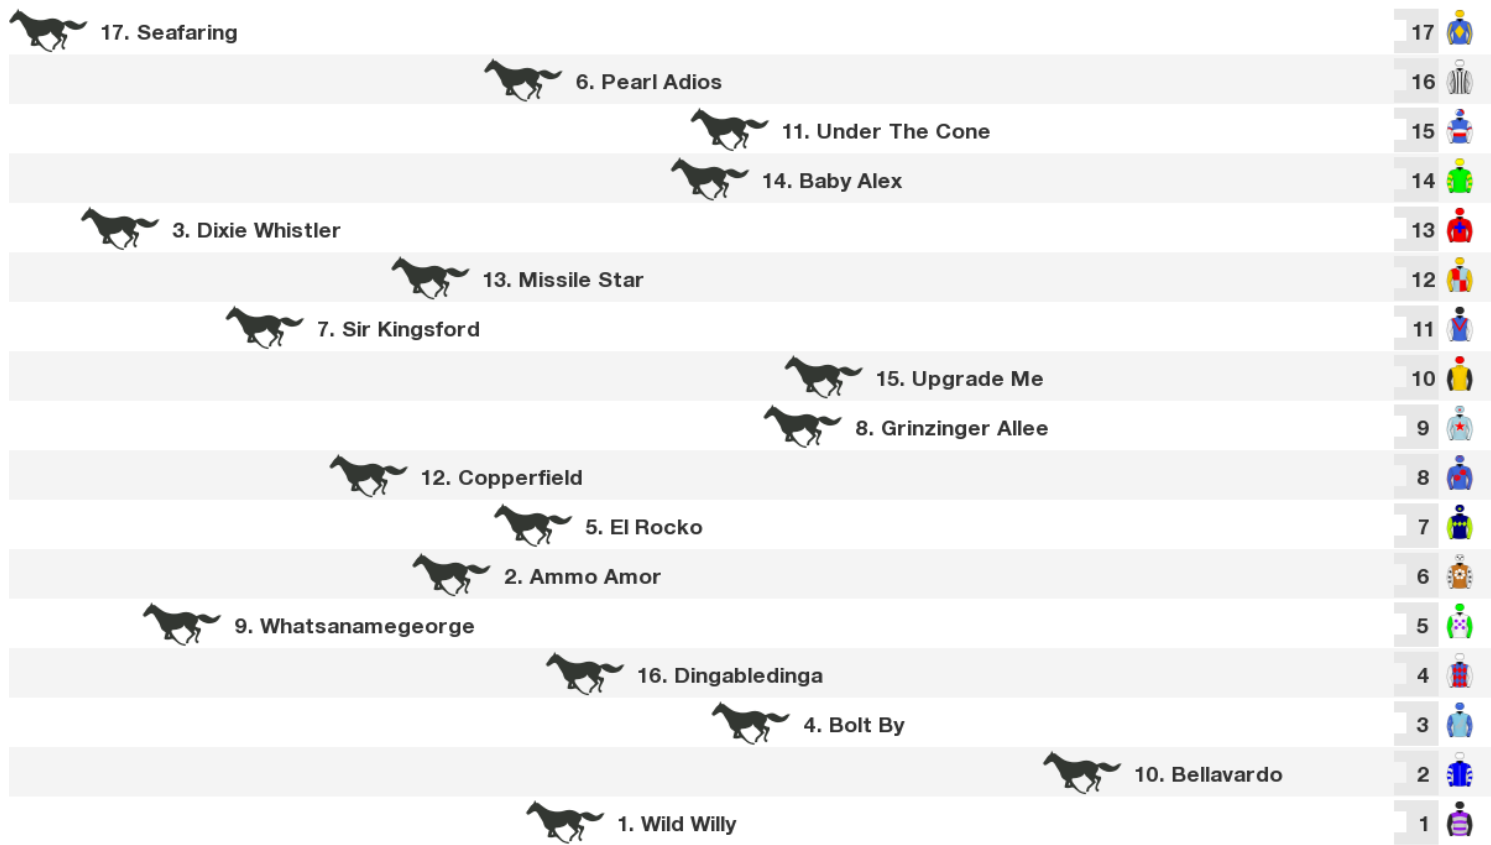 17. Seafaring 17
6. Pearl Adios 16
11. Under The Cone 15
14. Baby Alex 14
3. Dixie Whistler 13
13. Missile Star 12
7. Sir Kingsford 11
15. Upgrade Me 10
8. Grinzinger Allee 9
12. Copperfield 8
5. El Rocko 7
2. Ammo Amor 6
9. Whatsanamegeorge 5
16. Dingabledinga 4
4. Bolt By 3
10. Bellavardo 2
1. Wild Willy 1